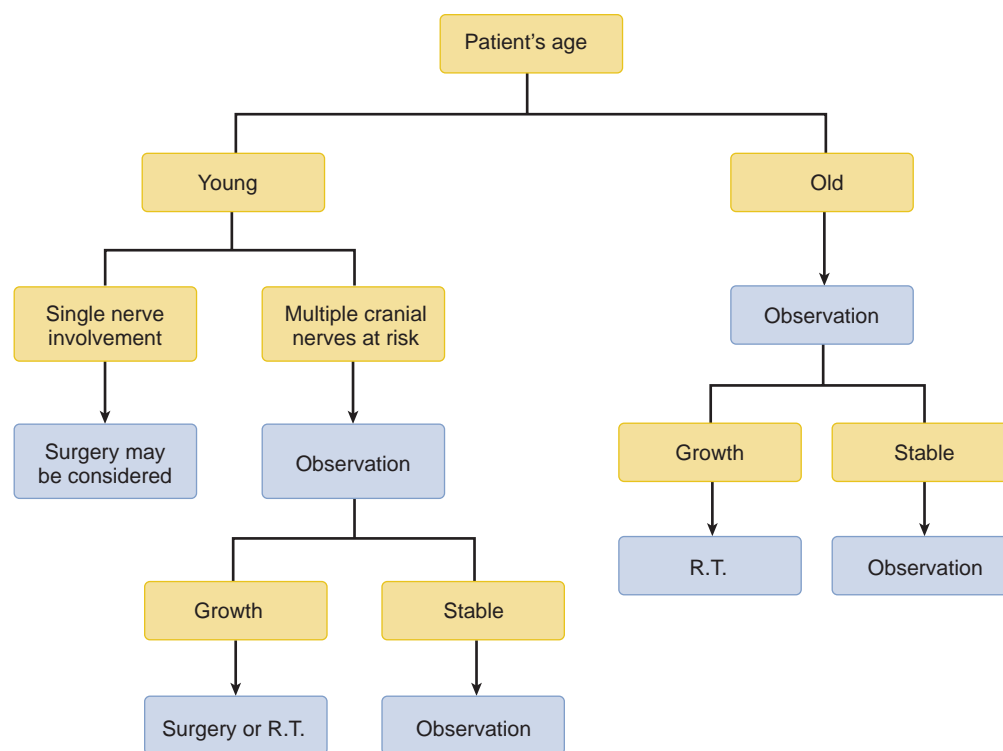 Patient’s age
Young
Old
Single nerve
involvement
Multiple cranial
nerves at risk
Observation
Surgery may
be considered
Observation
Growth
Stable
R.T.
Observation
Growth
Stable
Surgery or R.T.
Observation